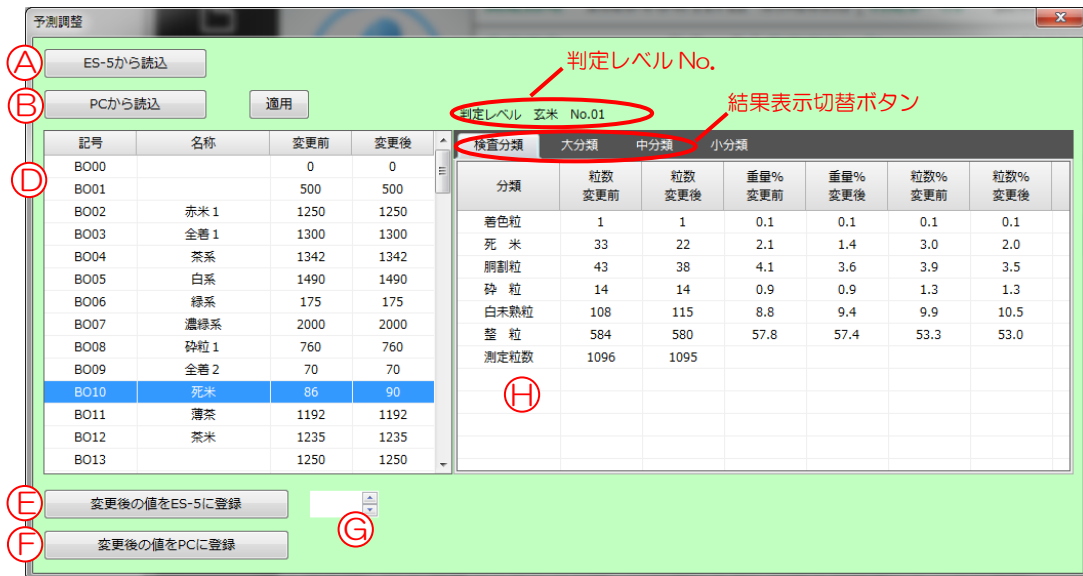 予測調整
x
Ⓐ ES-5から読込
判定レベル No.
Ⓑ PCから読込 適用
判定レベル 玄米 No.01
結果表示切替ボタン
記号 名称 変更前 変更後
検査分類 大分類 中分類 小分類
Ⓓ
BO00 0 0
BO01 500 500
BO02 赤米1 1250 1250
BO03 全着1 1300 1300
BO04 茶系 1342 1342
BO05 白系 1490 1490
BO06 緑系 175 175
BO07 濃緑系 2000 2000
BO08 砕粒1 760 760
BO09 全着2 70 70
BO10 死米 86 90
BO11 薄茶 1192 1192
BO12 茶米 1235 1235
BO13 1250 1250
分類 粒数 変更前 粒数 変更後 重量% 変更前 重量% 変更後 粒数% 変更前 粒数% 変更後
着色粒 1 1 0.1 0.1 0.1 0.1
死 米 33 22 2.1 1.4 3.0 2.0
胴割粒 43 38 4.1 3.6 3.9 3.5
砕 粒 14 14 0.9 0.9 1.3 1.3
白未熟粒 108 115 8.8 9.4 9.9 10.5
整 粒 584 580 57.8 57.4 53.3 53.0
測定粒数 1096 1095
Ⓗ
Ⓔ 変更後の値をES-5に登録
Ⓖ
Ⓕ 変更後の値をPCに登録